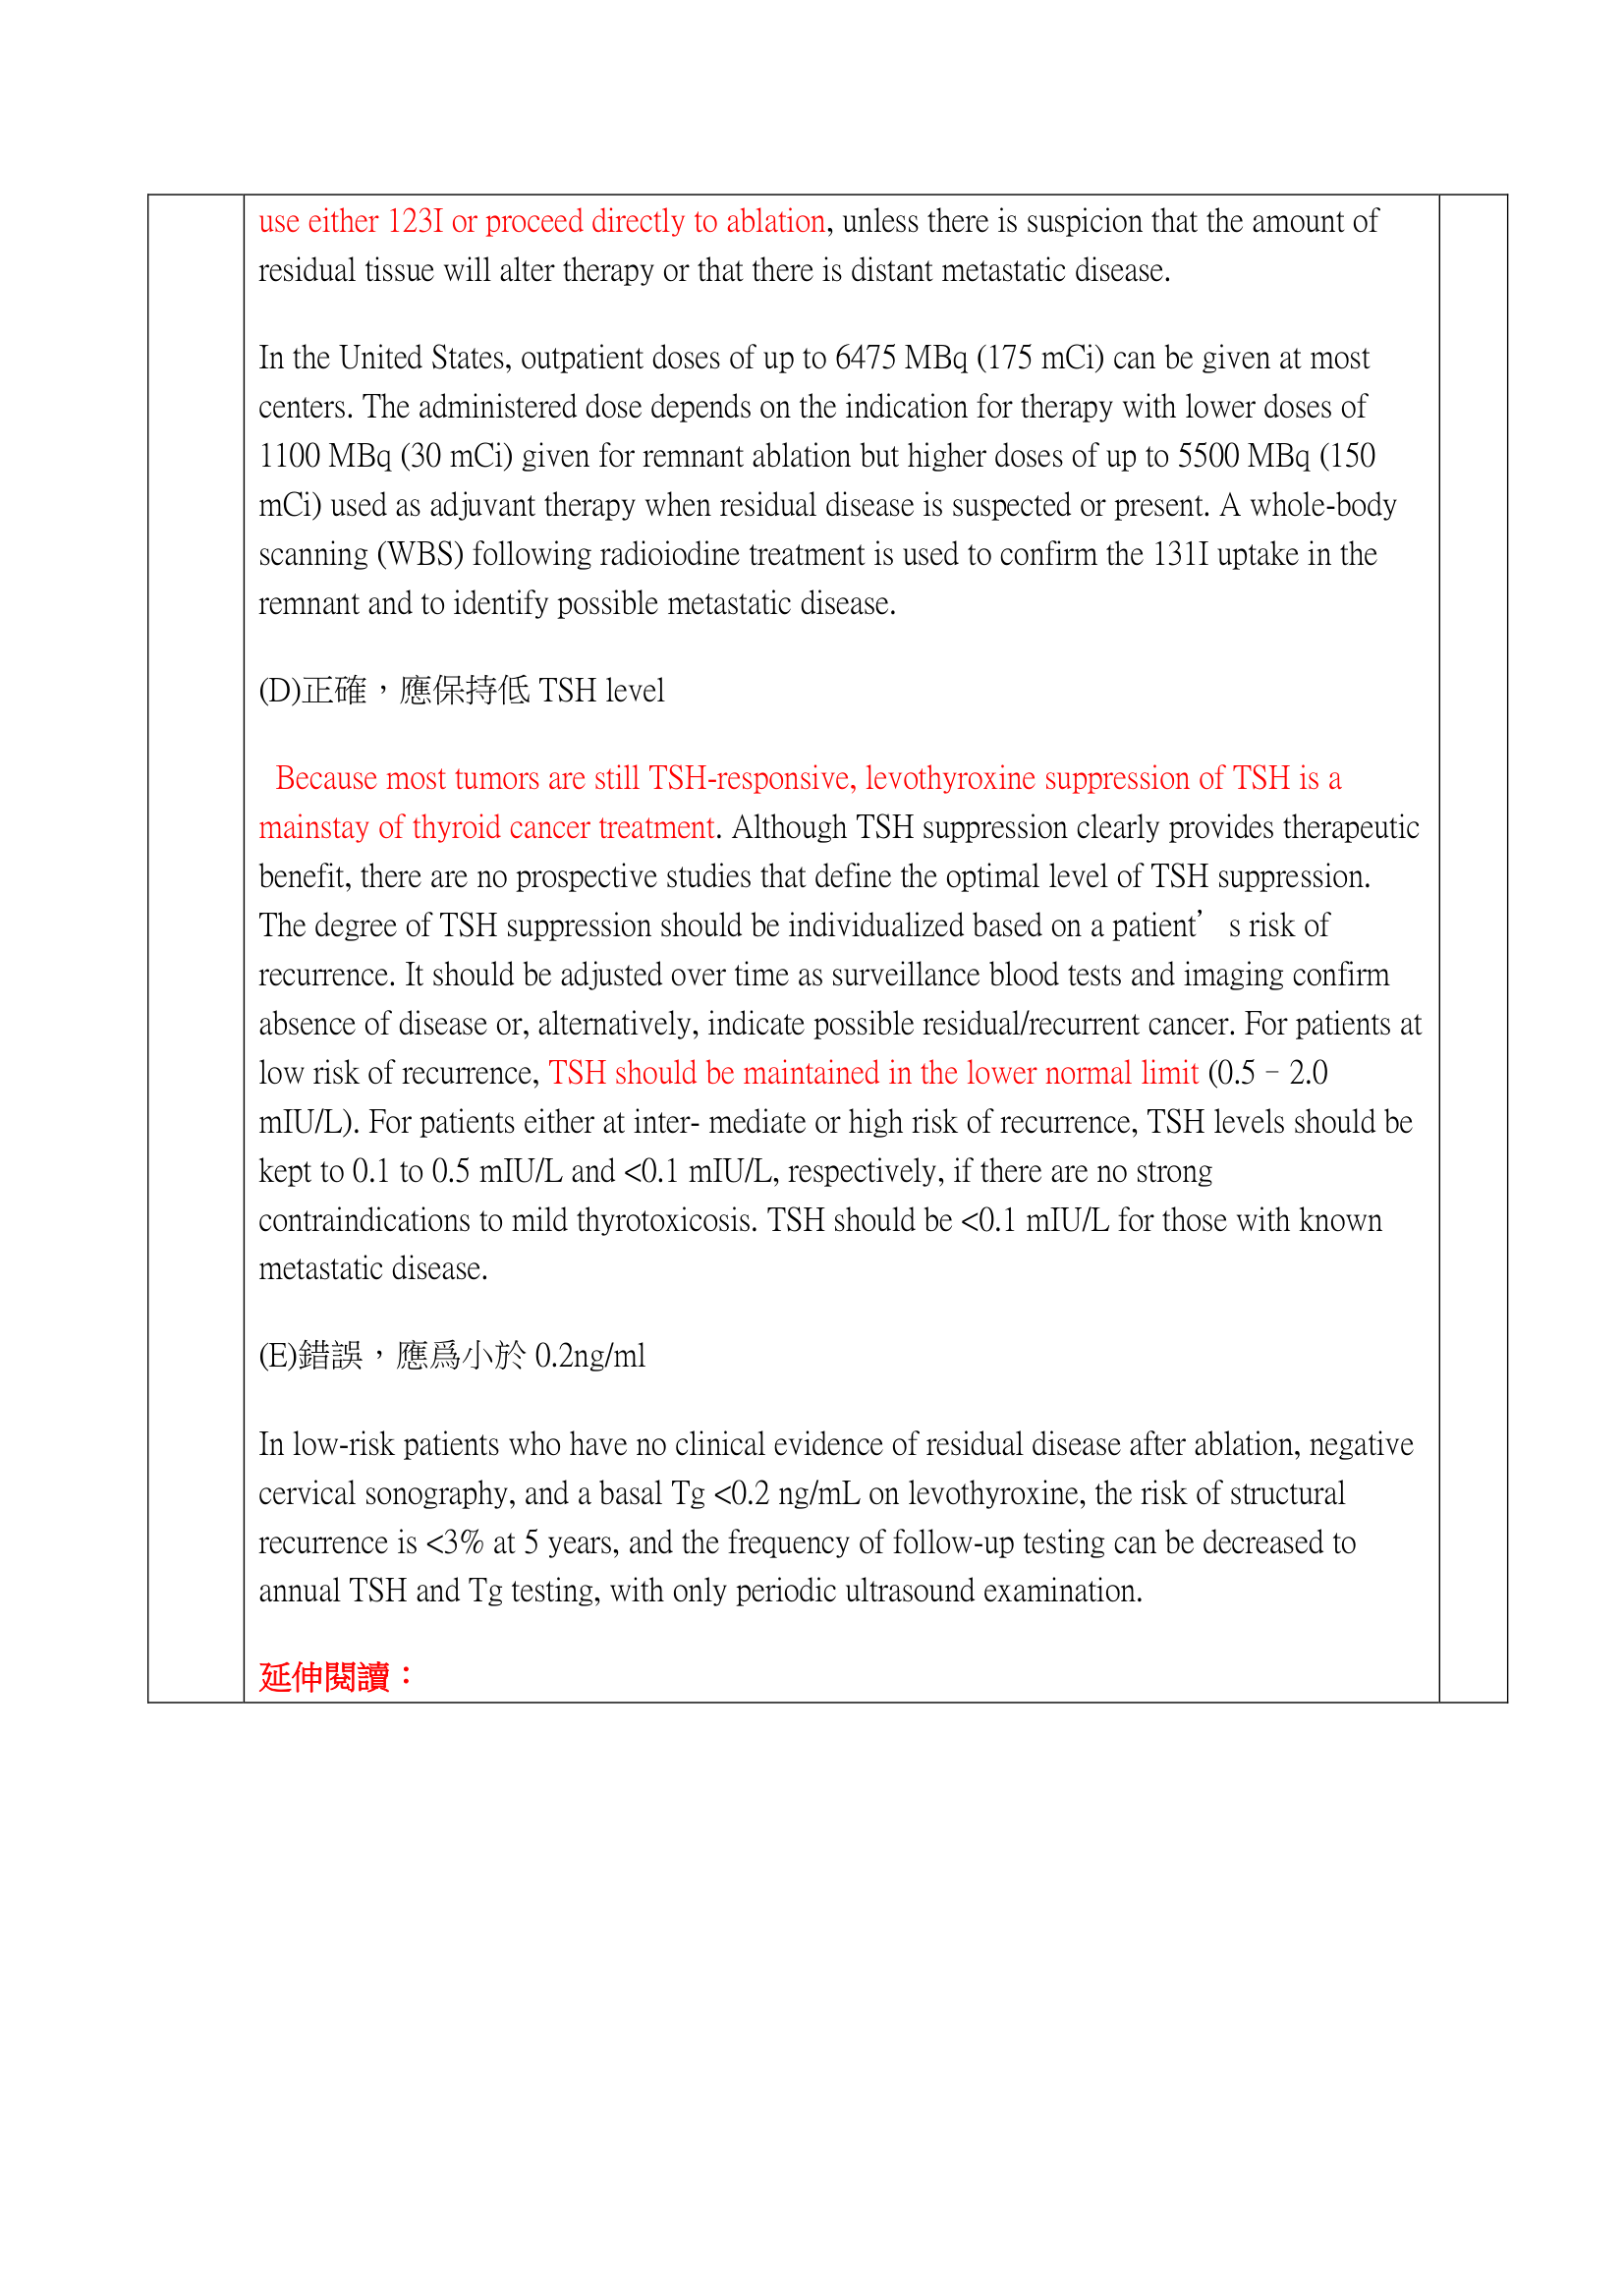 use either 123I or proceed directly to ablation, unless there is suspicion that the amount of
residual tissue will alter therapy or that there is distant metastatic disease.
In the United States, outpatient doses of up to 6475 MBq (175 mCi) can be given at most
centers. The administered dose depends on the indication for therapy with lower doses of
1100 MBq (30 mCi) given for remnant ablation but higher doses of up to 5500 MBq (150
mCi) used as adjuvant therapy when residual disease is suspected or present. A whole-body
scanning (WBS) following radioiodine treatment is used to confirm the 131I uptake in the
remnant and to identify possible metastatic disease.
(D)正確，應保持低 TSH level
Because most tumors are still TSH-responsive, levothyroxine suppression of TSH is a
mainstay of thyroid cancer treatment. Although TSH suppression clearly provides therapeutic
benefit, there are no prospective studies that define the optimal level of TSH suppression.
The degree of TSH suppression should be individualized based on a patient’s risk of
recurrence. It should be adjusted over time as surveillance blood tests and imaging confirm
absence of disease or, alternatively, indicate possible residual/recurrent cancer. For patients at
low risk of recurrence, TSH should be maintained in the lower normal limit (0.5–2.0
mIU/L). For patients either at inter- mediate or high risk of recurrence, TSH levels should be
kept to 0.1 to 0.5 mIU/L and <0.1 mIU/L, respectively, if there are no strong
contraindications to mild thyrotoxicosis. TSH should be <0.1 mIU/L for those with known
metastatic disease.
(E)錯誤，應爲小於 0.2ng/ml
In low-risk patients who have no clinical evidence of residual disease after ablation, negative
cervical sonography, and a basal Tg <0.2 ng/mL on levothyroxine, the risk of structural
recurrence is <3% at 5 years, and the frequency of follow-up testing can be decreased to
annual TSH and Tg testing, with only periodic ultrasound examination.
延伸閱讀：